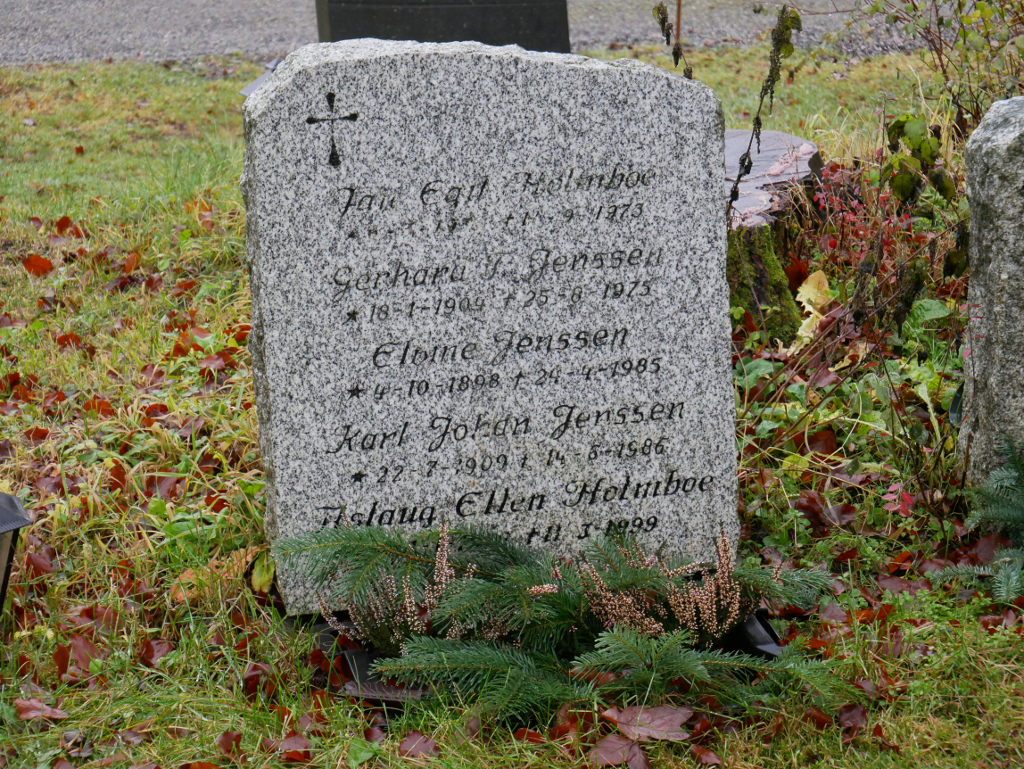 Jan Egil Holmboe
1-9-1973
Gerhard T. Jenssen
* 18-1-1904 † 25-8-1975
Elvine Jenssen
* 4-10-1898 † 24-4-1985
Karl Johan Jenssen
* 22-7-1909 † 14-6-1986
Aslaug Ellen Holmboe
† 11-3-1999